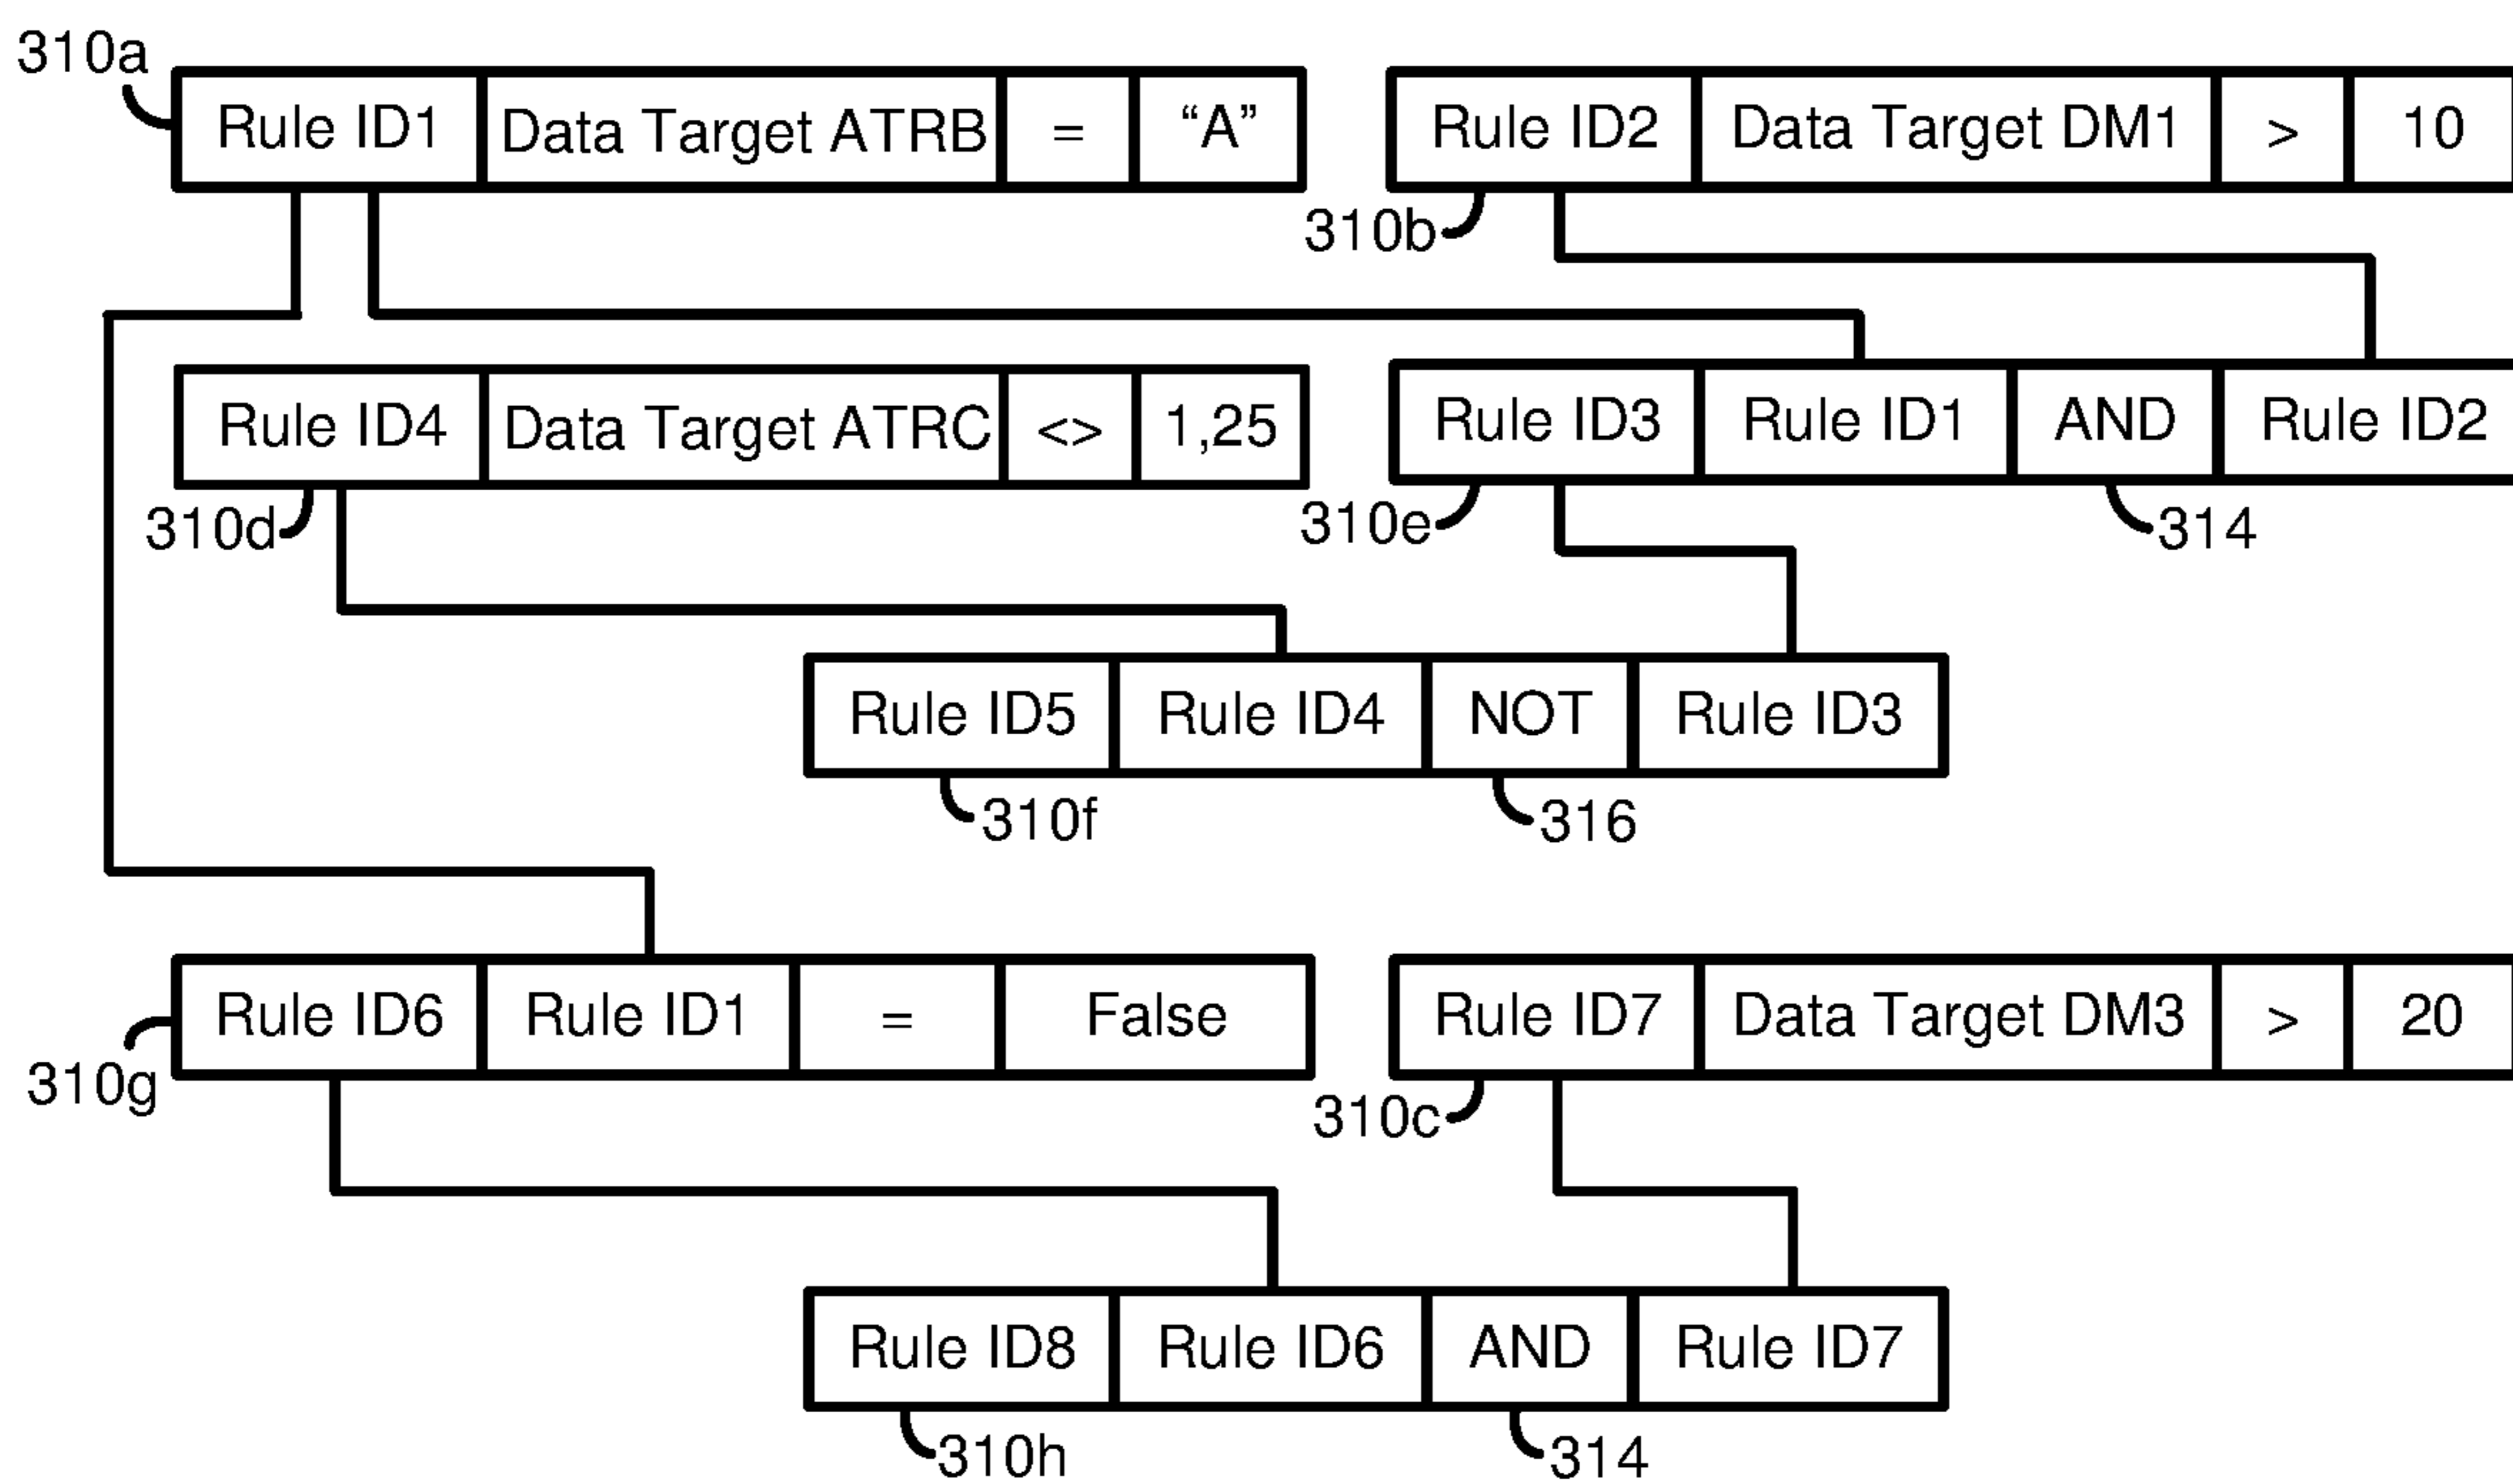 310a
Rule ID1 Data Target ATRB = “A”
Rule ID2 Data Target DM1 > 10
310b
Rule ID4 Data Target ATRC <> 1,25
Rule ID3 Rule ID1 AND Rule ID2
310d
310e
314
Rule ID5 Rule ID4 NOT Rule ID3
310f
316
Rule ID6 Rule ID1 = False
Rule ID7 Data Target DM3 > 20
310g
310c
Rule ID8 Rule ID6 AND Rule ID7
310h
314